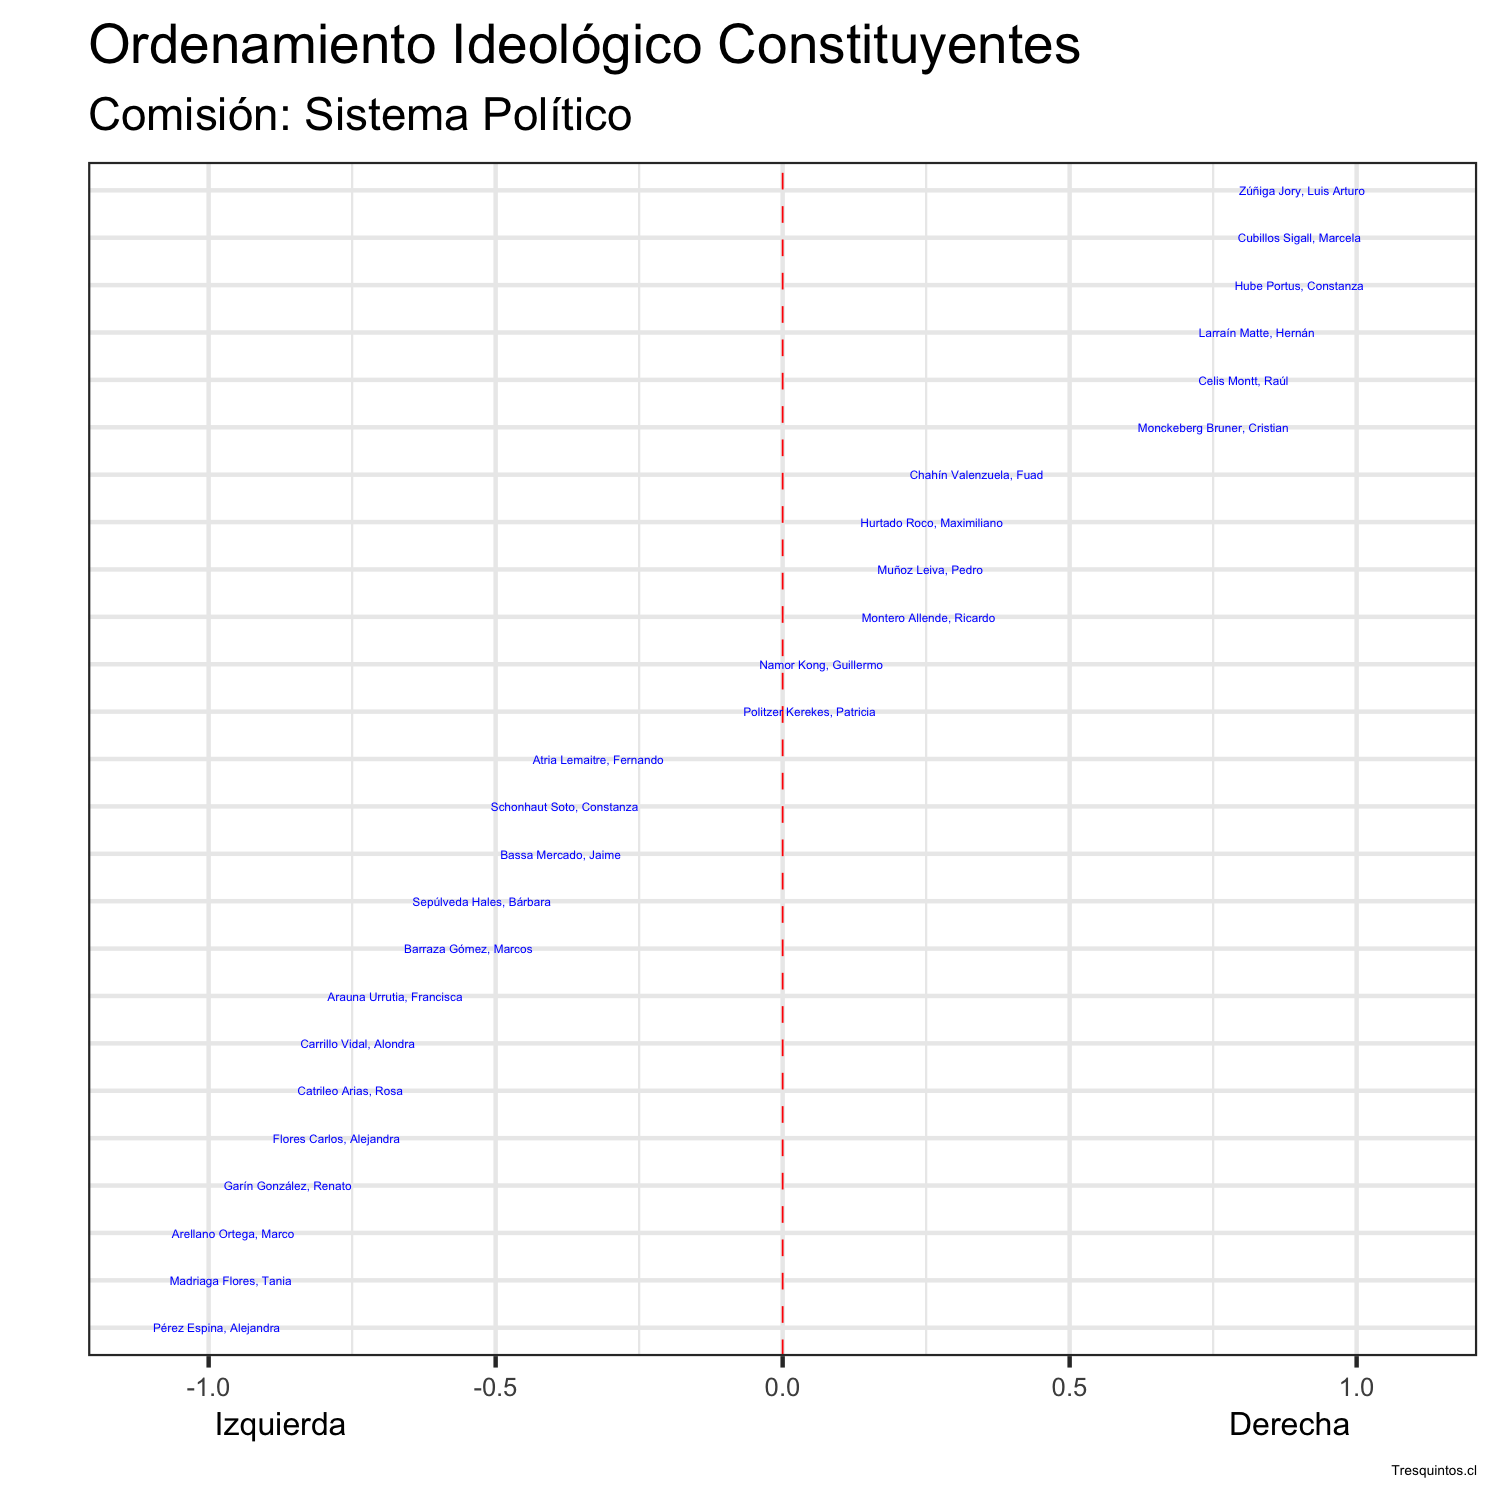 Ordenamiento Ideológico Constituyentes
Comisión: Sistema Político
Zúñiga Jory, Luis Arturo
Cubillos Sigall, Marcela
Hube Portus, Constanza
Larraín Matte, Hernán
Celis Montt, Raúl
Monckeberg Bruner, Cristian
Chahín Valenzuela, Fuad
Hurtado Roco, Maximiliano
Muñoz Leiva, Pedro
Montero Allende, Ricardo
Namor Kong, Guillermo
Politzer Kerekes, Patricia
Atria Lemaitre, Fernando
Schonhaut Soto, Constanza
Bassa Mercado, Jaime
Sepúlveda Hales, Bárbara
Barraza Gómez, Marcos
Arauna Urrutia, Francisca
Carrillo Vidal, Alondra
Catrileo Arias, Rosa
Flores Carlos, Alejandra
Garín González, Renato
Arellano Ortega, Marco
Madriaga Flores, Tania
Pérez Espina, Alejandra
-1.0 -0.5 0.0 0.5 1.0
Izquierda Derecha
Tresquintos.cl